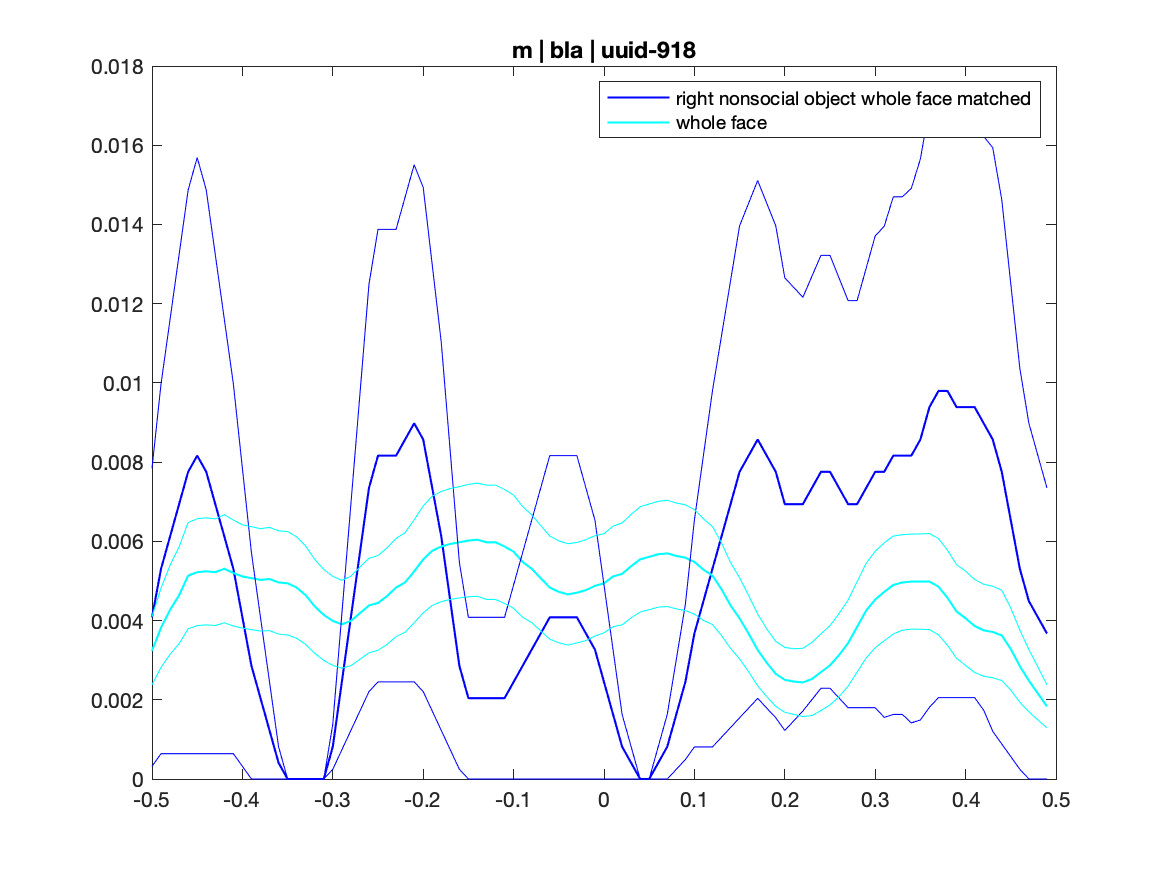 m | bla | uuid-918
0.018
0.016
0.014
0.012
0.01
0.008
0.006
0.004
0.002
0
right nonsocial object whole face matched
whole face
-0.5 -0.4 -0.3 -0.2 -0.1 0 0.1 0.2 0.3 0.4 0.5